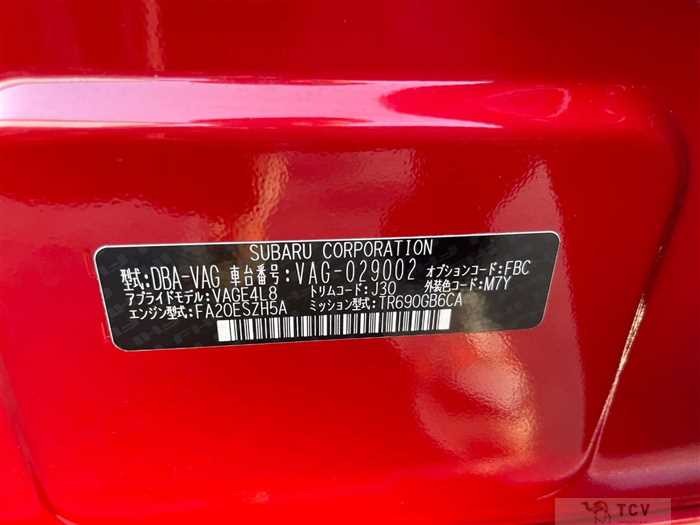 SUBARU CORPORATION
型式:DBA-VAG 車台番号:VAG-029002 オプションコード:FBC
アプライドモデル:VAGE4L8 トリムコード:J30 外装色コード:M7Y
エンジン型式:FA20ESZH5A ミッション型式:TR690GB6CA
TCV